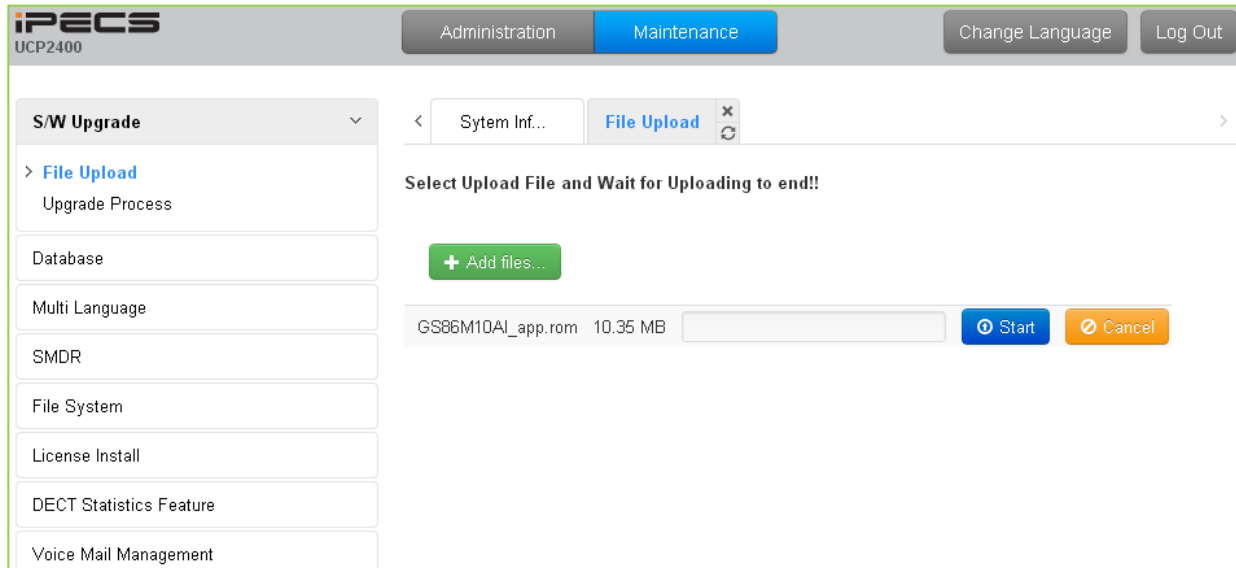 iPECS
UCP2400
Administration
Maintenance
Change Language
Log Out
S/W Upgrade
File Upload
Upgrade Process
Database
Multi Language
SMDR
File System
License Install
DECT Statistics Feature
Voice Mail Management
Sytem Inf...
File Upload
Select Upload File and Wait for Uploading to end!!
Add files...
GS86M10AI_app.rom 10.35 MB Start Cancel